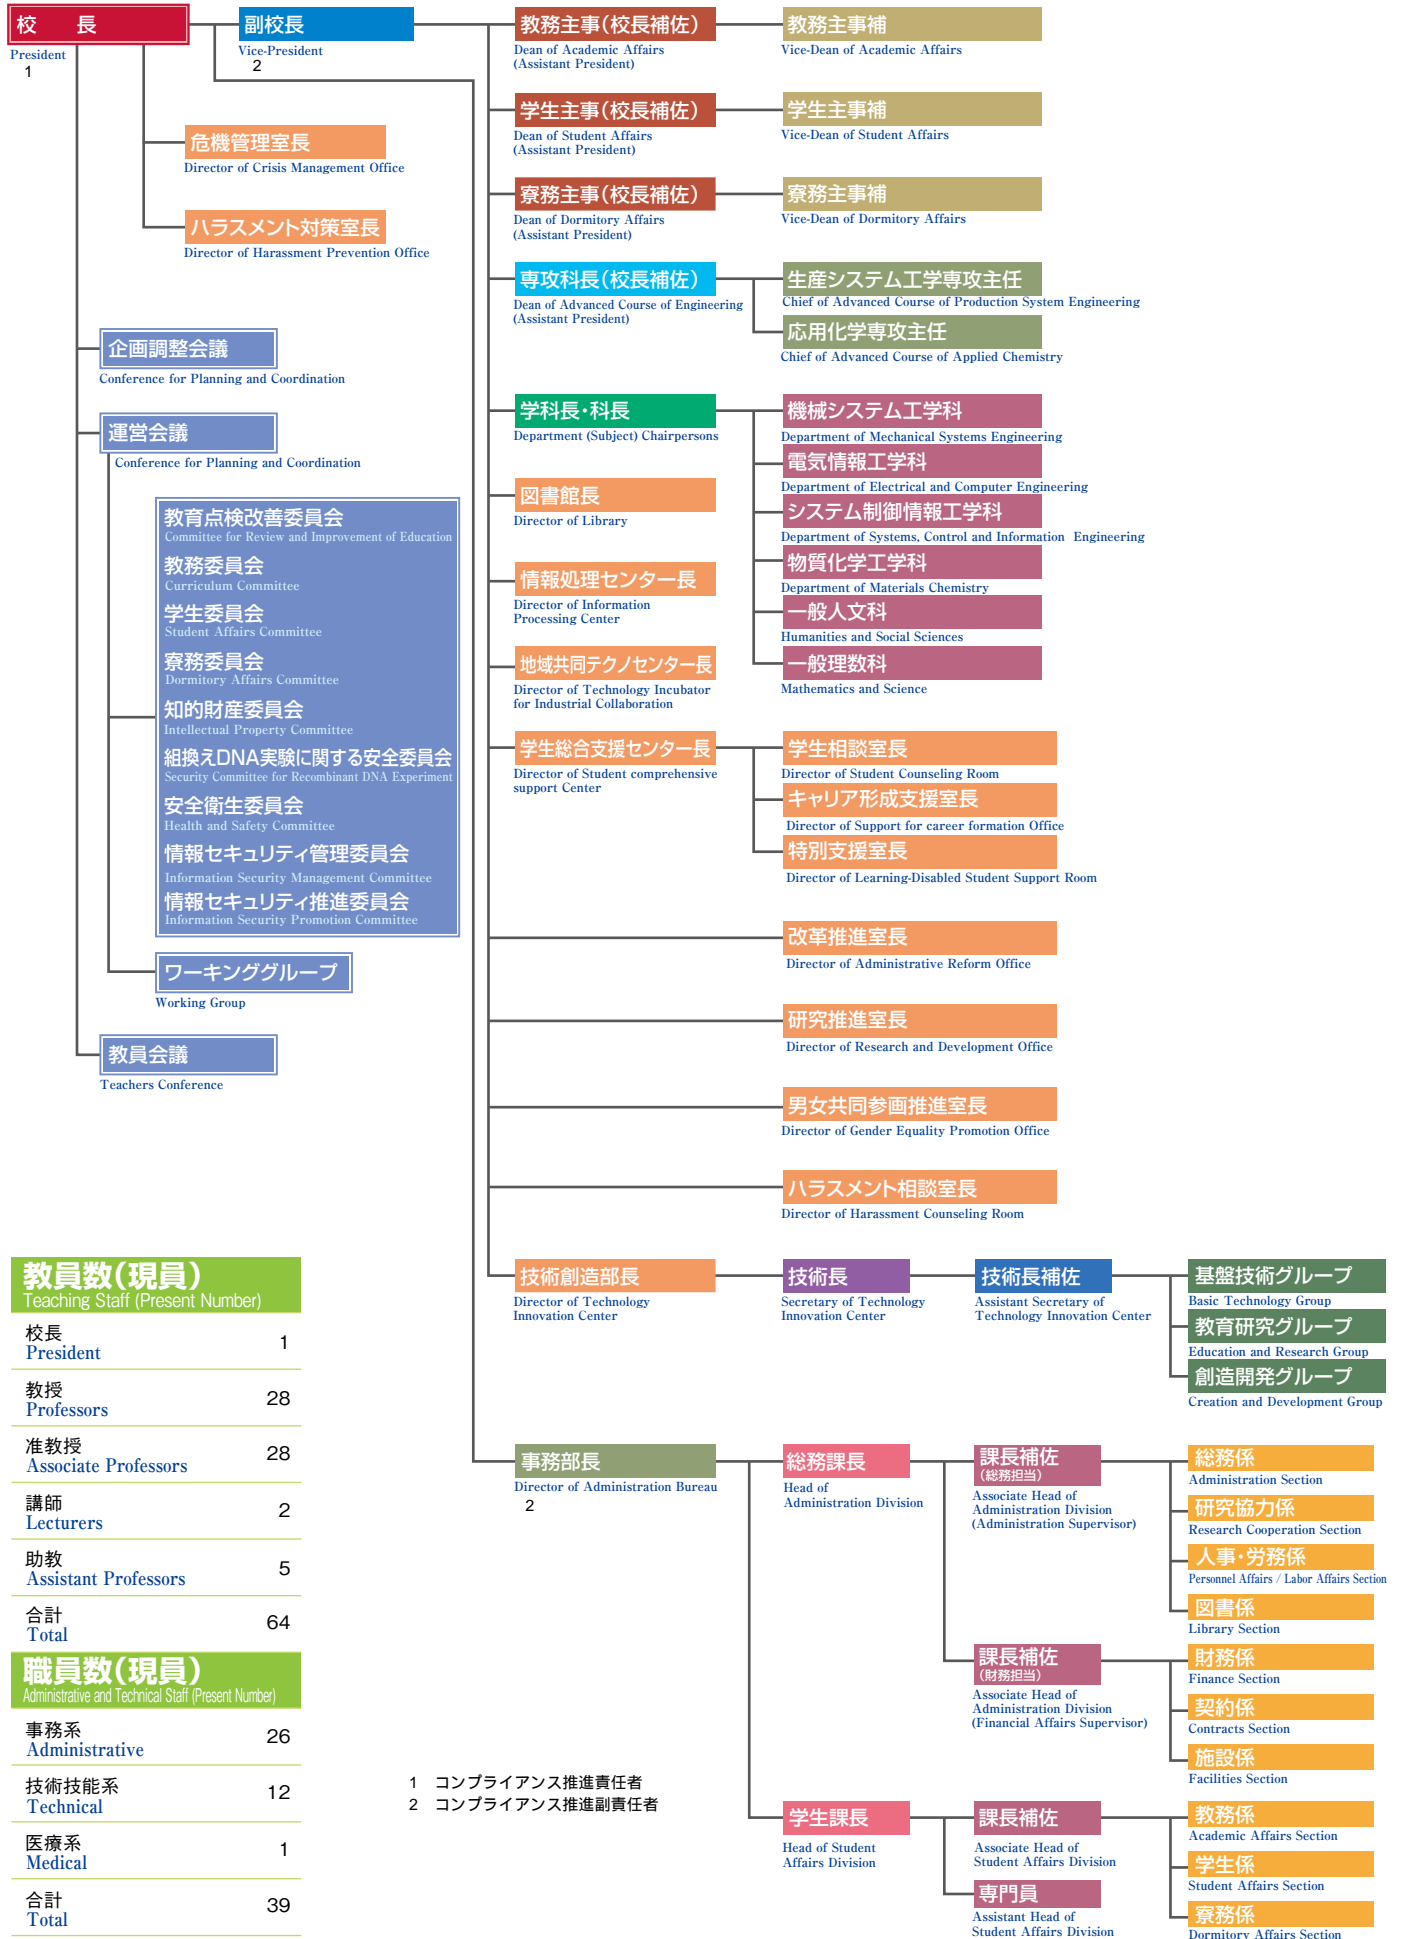 校　長
President
1
副校長
Vice-President
2
危機管理室長
Director of Crisis Management Office
ハラスメント対策室長
Director of Harassment Prevention Office
企画調整会議
Conference for Planning and Coordination
運営会議
Conference for Planning and Coordination
教育点検改善委員会
Committee for Review and Improvement of Education
教務委員会
Curriculum Committee
学生委員会
Student Affairs Committee
寮務委員会
Dormitory Affairs Committee
知的財産委員会
Intellectual Property Committee
組換えDNA実験に関する安全委員会
Security Committee for Recombinant DNA Experiment
安全衛生委員会
Health and Safety Committee
情報セキュリティ管理委員会
Information Security Management Committee
情報セキュリティ推進委員会
Information Security Promotion Committee
ワーキンググループ
Working Group
教員会議
Teachers Conference
教務主事(校長補佐)
Dean of Academic Affairs
(Assistant President)
教務主事補
Vice-Dean of Academic Affairs
学生主事(校長補佐)
Dean of Student Affairs
(Assistant President)
学生主事補
Vice-Dean of Student Affairs
寮務主事(校長補佐)
Dean of Dormitory Affairs
(Assistant President)
寮務主事補
Vice-Dean of Dormitory Affairs
専攻科長(校長補佐)
Dean of Advanced Course of Engineering
(Assistant President)
生産システム工学専攻主任
Chief of Advanced Course of Production System Engineering
応用化学専攻主任
Chief of Advanced Course of Applied Chemistry
学科長・科長
Department (Subject) Chairpersons
機械システム工学科
Department of Mechanical Systems Engineering
電気情報工学科
Department of Electrical and Computer Engineering
システム制御情報工学科
Department of Systems, Control and Information Engineering
物質化学工学科
Department of Materials Chemistry
一般人文科
Humanities and Social Sciences
一般理数科
Mathematics and Science
図書館長
Director of Library
情報処理センター長
Director of Information
Processing Center
地域共同テクノセンター長
Director of Technology Incubator
for Industrial Collaboration
学生総合支援センター長
Director of Student comprehensive
support Center
学生相談室長
Director of Student Counseling Room
キャリア形成支援室長
Director of Support for career formation Office
特別支援室長
Director of Learning-Disabled Student Support Room
改革推進室長
Director of Administrative Reform Office
研究推進室長
Director of Research and Development Office
男女共同参画推進室長
Director of Gender Equality Promotion Office
ハラスメント相談室長
Director of Harassment Counseling Room
技術創造部長
Director of Technology
Innovation Center
技術長
Secretary of Technology
Innovation Center
技術長補佐
Assistant Secretary of
Technology Innovation Center
基盤技術グループ
Basic Technology Group
教育研究グループ
Education and Research Group
創造開発グループ
Creation and Development Group
事務部長
Director of Administration Bureau
2
総務課長
Head of
Administration Division
課長補佐
(総務担当)
Associate Head of
Administration Division
(Administration Supervisor)
総務係
Administration Section
研究協力係
Research Cooperation Section
人事・労務係
Personnel Affairs / Labor Affairs Section
図書係
Library Section
課長補佐
(財務担当)
Associate Head of
Administration Division
(Financial Affairs Supervisor)
財務係
Finance Section
契約係
Contracts Section
施設係
Facilities Section
学生課長
Head of Student
Affairs Division
課長補佐
Associate Head of
Student Affairs Division
専門員
Assistant Head of
Student Affairs Division
教務係
Academic Affairs Section
学生係
Student Affairs Section
寮務係
Dormitory Affairs Section
教員数(現員)
Teaching Staff (Present Number)
校長
President 1
教授
Professors 28
准教授
Associate Professors 28
講師
Lecturers 2
助教
Assistant Professors 5
合計
Total 64
職員数(現員)
Administrative and Technical Staff (Present Number)
事務系
Administrative 26
技術技能系
Technical 12
医療系
Medical 1
合計
Total 39
1　コンプライアンス推進責任者
2　コンプライアンス推進副責任者